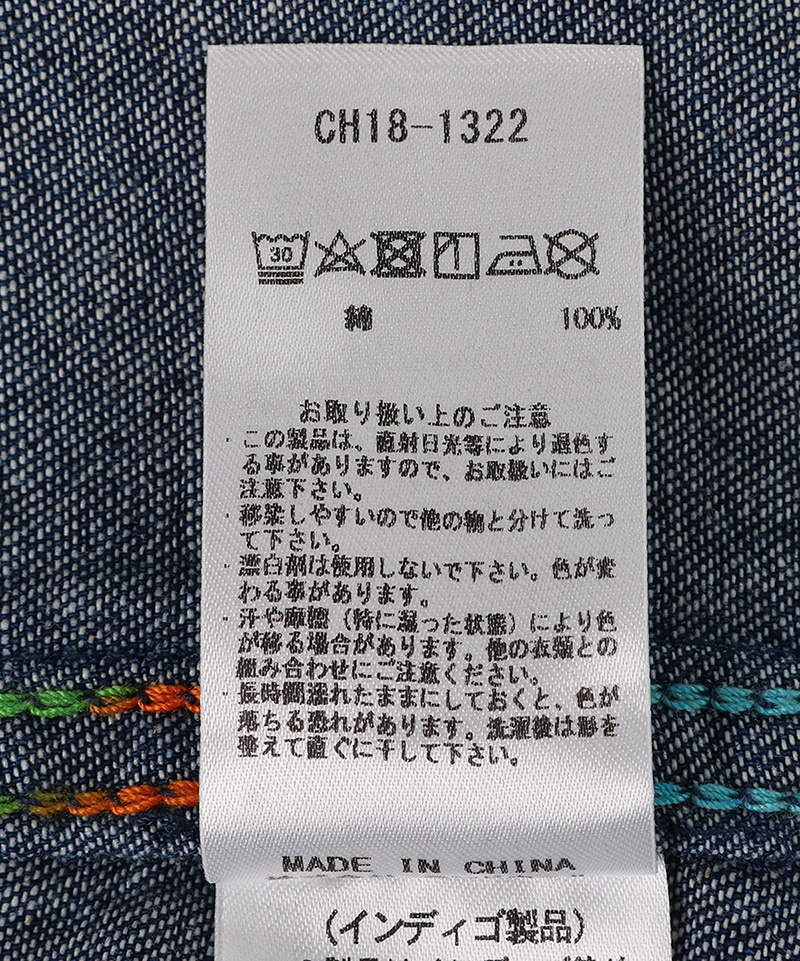 CH18-1322
30
綿 100%
お取り扱い上のご注意
・この製品は、直射日光等により退色す
る事がありますので、お取扱いにはご
注意下さい。
・移染しやすいので他の物と分けて洗っ
て下さい。
・漂白剤は使用しないで下さい。色が変
わる事があります。
・汗や摩擦（特に湿った状態）により色
が移る場合があります。他の衣類との
組み合わせにご注意ください。
・長時間濡れたままにしておくと、色が
落ちる恐れがあります。洗濯後は形を
整えて直ぐに干して下さい。
MADE IN CHINA
(インディゴ製品)